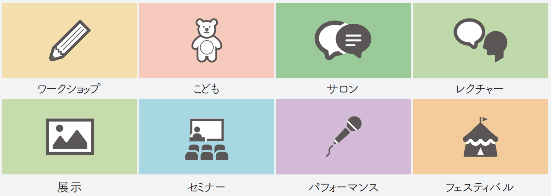 ワークショップ
こども
サロン
レクチャー
展示
セミナー
パフォーマンス
フェスティバル